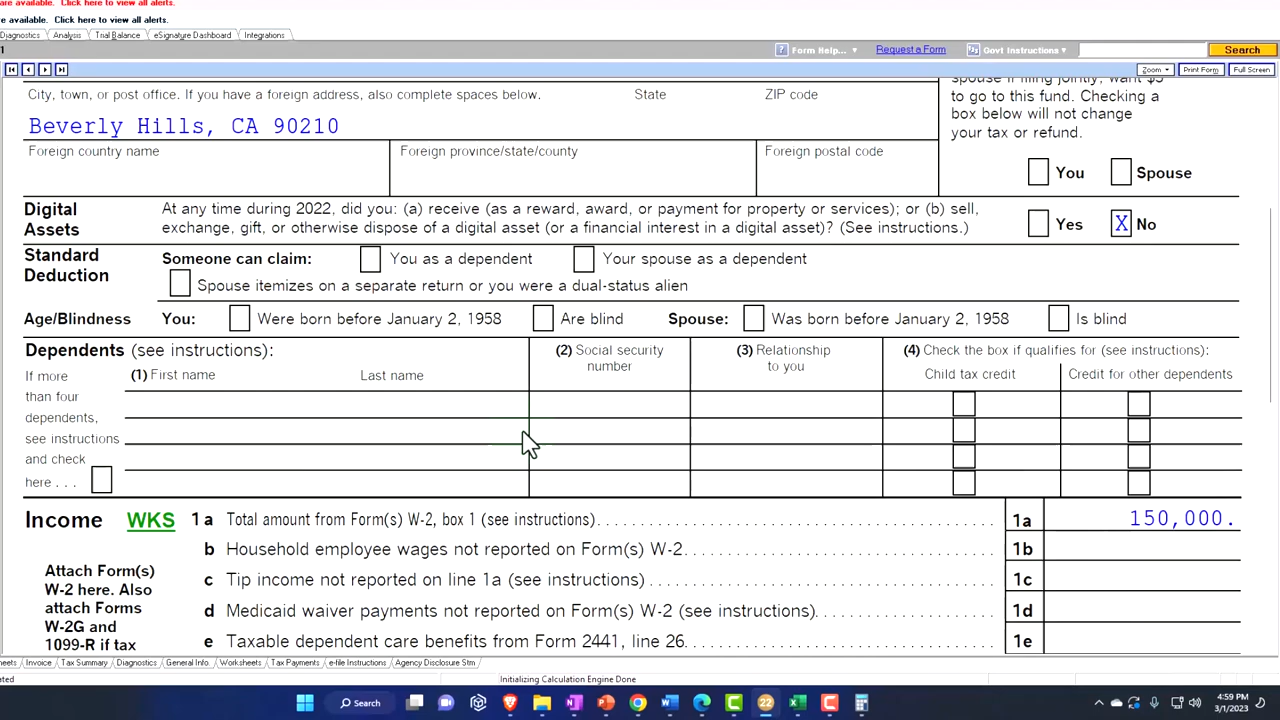 are available. Click here to view all alerts.
e available. Click here to view all alerts.
Diagnostics Analysis Trial Balance eSignature Dashboard Integrations
1 Form Help... Request a Form Govt Instructions Search
Zoom Print Form Full Screen
spouse if filing jointly, want $3
City, town, or post office. If you have a foreign address, also complete spaces below. State ZIP code to go to this fund. Checking a
box below will not change
Beverly Hills, CA 90210 your tax or refund.
Foreign country name Foreign province/state/county Foreign postal code
You Spouse
Digital At any time during 2022, did you: (a) receive (as a reward, award, or payment for property or services); or (b) sell,
Assets exchange, gift, or otherwise dispose of a digital asset (or a financial interest in a digital asset)? (See instructions.) Yes X No
Standard Someone can claim: You as a dependent Your spouse as a dependent
Deduction Spouse itemizes on a separate return or you were a dual-status alien
Age/Blindness You: Were born before January 2, 1958 Are blind Spouse: Was born before January 2, 1958 Is blind
Dependents (see instructions): (2) Social security (3) Relationship (4) Check the box if qualifies for (see instructions):
number to you
If more (1) First name Last name Child tax credit Credit for other dependents
than four
dependents,
see instructions
and check
here . . .
Income WKS 1 a Total amount from Form(s) W-2, box 1 (see instructions) 1a 150,000.
b Household employee wages not reported on Form(s) W-2 1b
Attach Form(s) c Tip income not reported on line 1a (see instructions) 1c
W-2 here. Also
attach Forms d Medicaid waiver payments not reported on Form(s) W-2 (see instructions) 1d
W-2G and
1099-R if tax e Taxable dependent care benefits from Form 2441, line 26 1e
heets Invoice Tax Summary Diagnostics General Info. Worksheets Tax Payments e-file Instructions Agency Disclosure Stm
ated Initializing Calculation Engine Done
Search 22 4:59 PM
3/1/2023